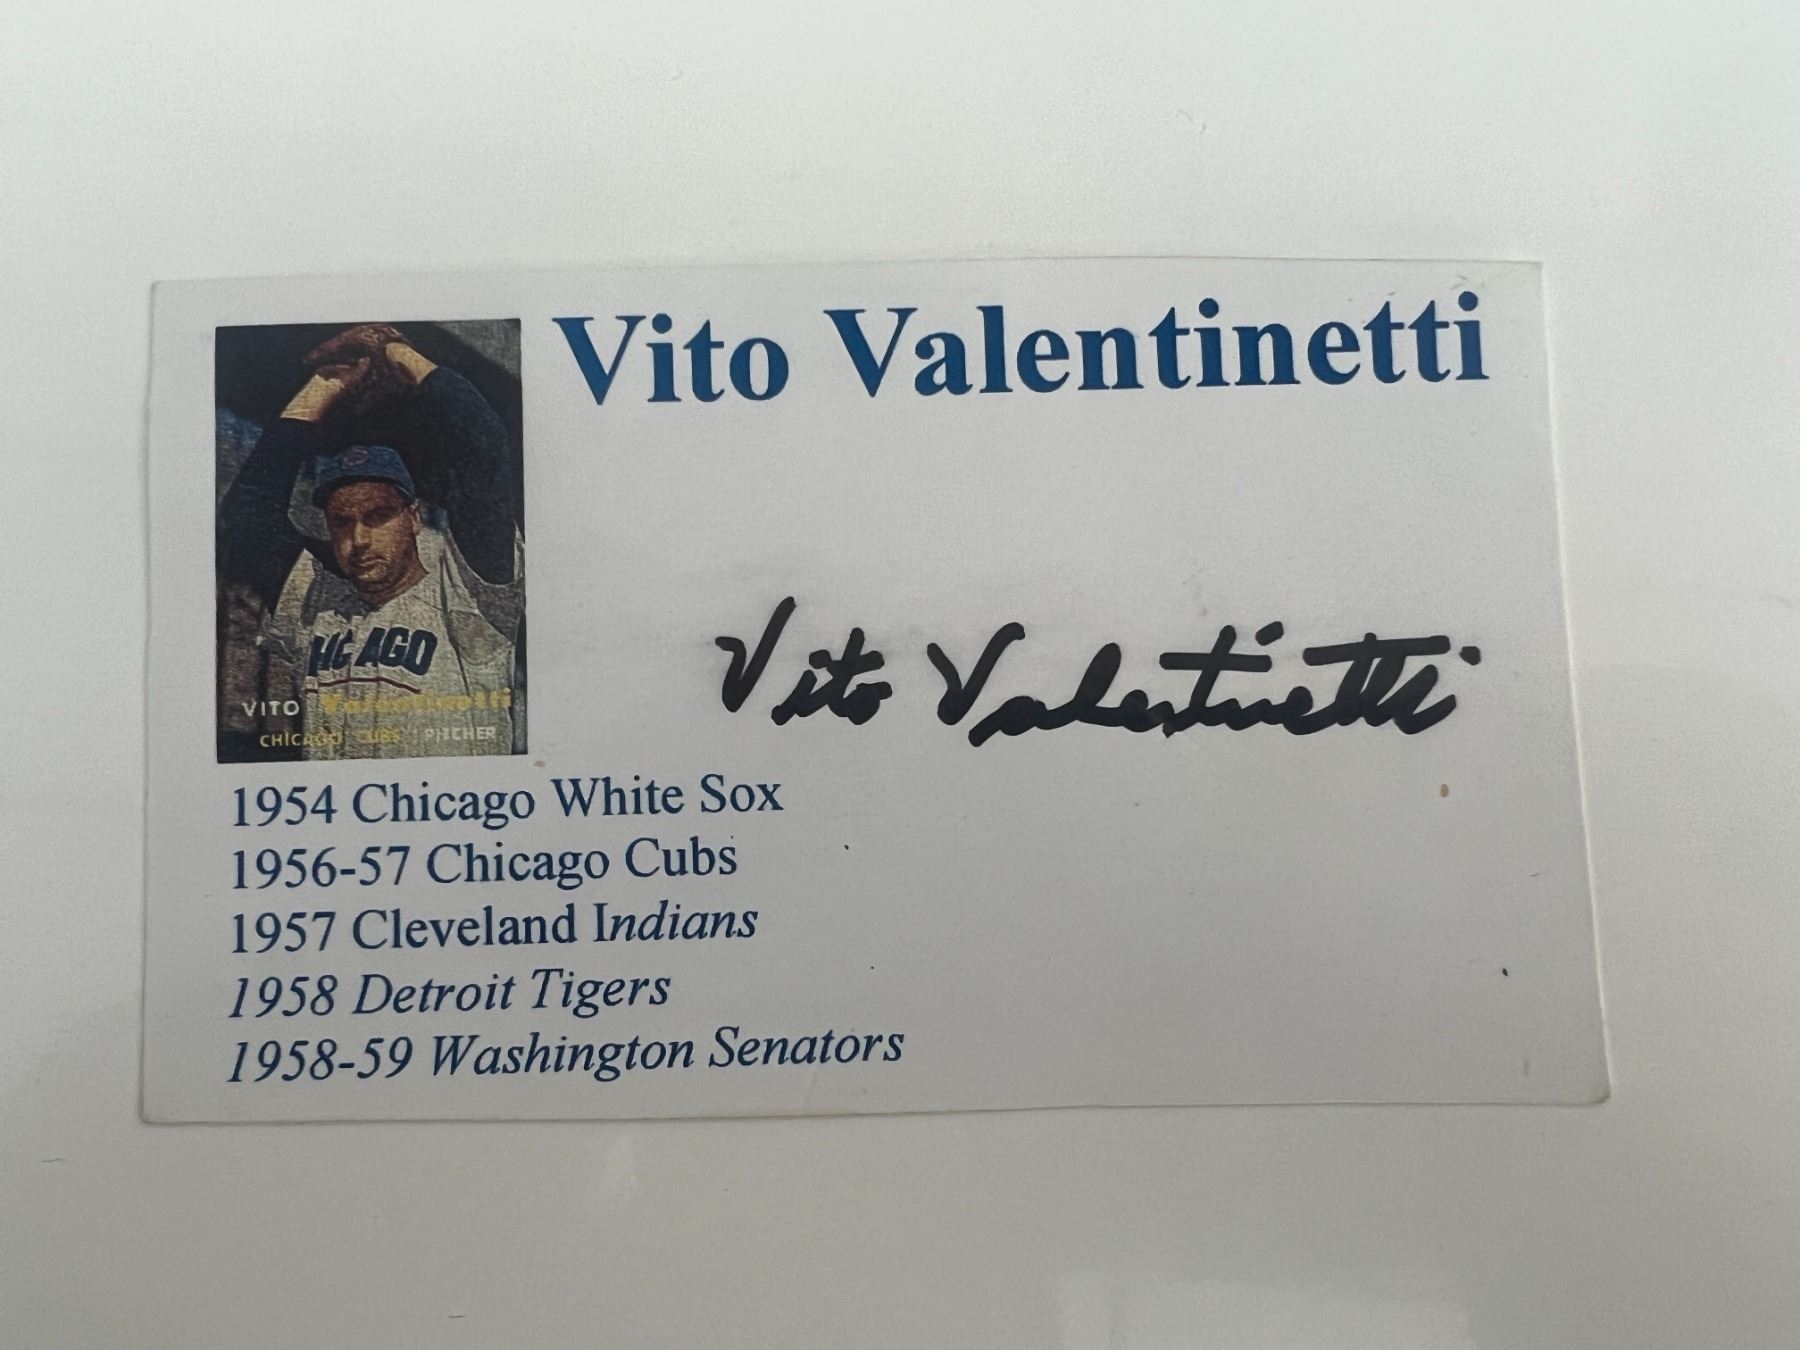 Vito Valentinetti
CHICAGO
VITO Valentinetti
CHICAGO CUBS PITCHER
Vito Valentinetti
1954 Chicago White Sox
1956-57 Chicago Cubs
1957 Cleveland Indians
1958 Detroit Tigers
1958-59 Washington Senators